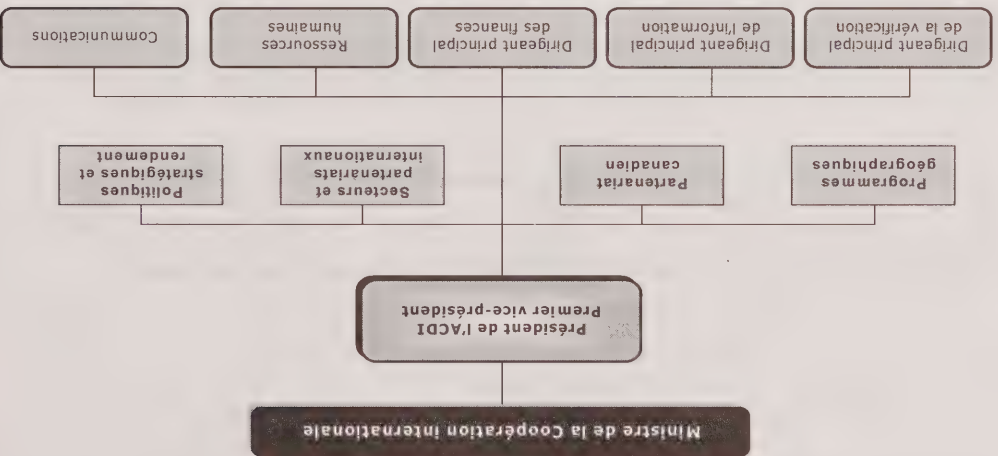 Ministre de la Coopération internationale
Président de l'ACDI
Premier vice-président
Programmes
géographiques
Partenariat
canadien
Secteurs et
partenariats
internationaux
Politiques
stratégiques et
rendement
Dirigeant principal
de la vérification
Dirigeant principal
de l'information
Dirigeant principal
des finances
Ressources
humaines
Communications